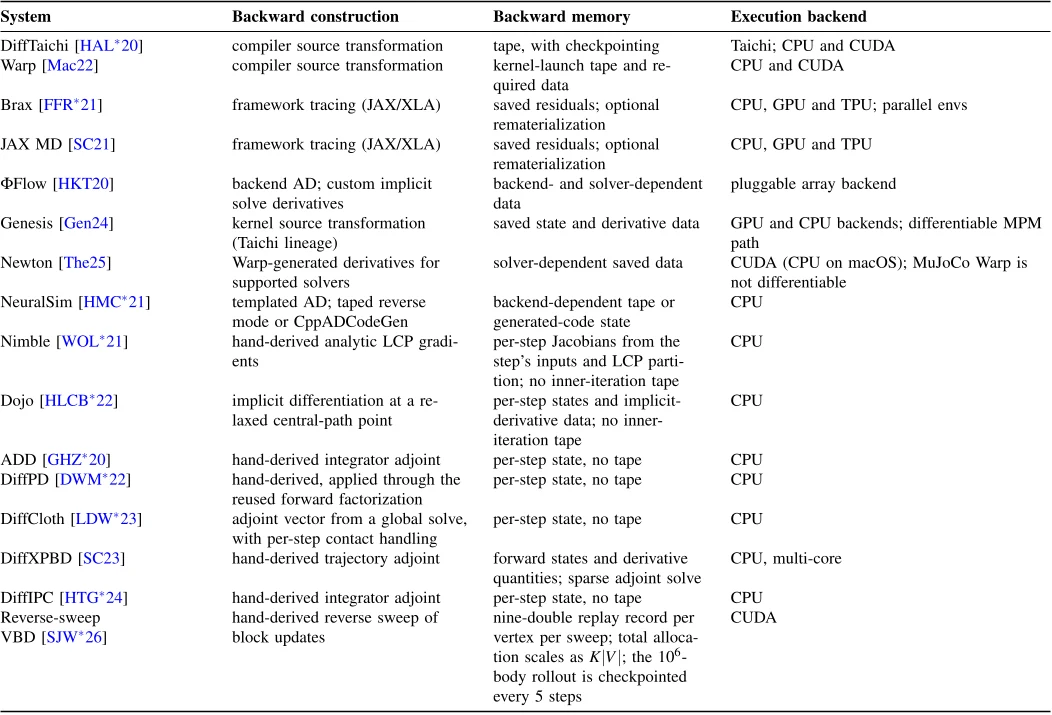 System Backward construction Backward memory Execution backend
DiffTaichi [HAL*20] compiler source transformation tape, with checkpointing Taichi; CPU and CUDA
Warp [Mac22] compiler source transformation kernel-launch tape and re- CPU and CUDA
quired data
Brax [FFR*21] framework tracing (JAX/XLA) saved residuals; optional CPU, GPU and TPU; parallel envs
rematerialization
JAX MD [SC21] framework tracing (JAX/XLA) saved residuals; optional CPU, GPU and TPU
rematerialization
ΦFlow [HKT20] backend AD; custom implicit backend- and solver-dependent pluggable array backend
solve derivatives data
Genesis [Gen24] kernel source transformation saved state and derivative data GPU and CPU backends; differentiable MPM
(Taichi lineage) path
Newton [The25] Warp-generated derivatives for solver-dependent saved data CUDA (CPU on macOS); MuJoCo Warp is
supported solvers not differentiable
NeuralSim [HMC*21] templated AD; taped reverse backend-dependent tape or CPU
mode or CppADCodeGen generated-code state
Nimble [WOL*21] hand-derived analytic LCP gradi- per-step Jacobians from the CPU
ents step's inputs and LCP parti-
tion; no inner-iteration tape
Dojo [HLCB*22] implicit differentiation at a re- per-step states and implicit- CPU
laxed central-path point derivative data; no inner-
iteration tape
ADD [GHZ*20] hand-derived integrator adjoint per-step state, no tape CPU
DiffPD [DWM*22] hand-derived, applied through the per-step state, no tape CPU
reused forward factorization
DiffCloth [LDW*23] adjoint vector from a global solve, per-step state, no tape CPU
with per-step contact handling
DiffXPBD [SC23] hand-derived trajectory adjoint forward states and derivative CPU, multi-core
quantities; sparse adjoint solve
DiffIPC [HTG*24] hand-derived integrator adjoint per-step state, no tape CPU
Reverse-sweep hand-derived reverse sweep of nine-double replay record per CUDA
VBD [SJW*26] block updates vertex per sweep; total alloca-
tion scales as K|V|; the 10⁶-
body rollout is checkpointed
every 5 steps